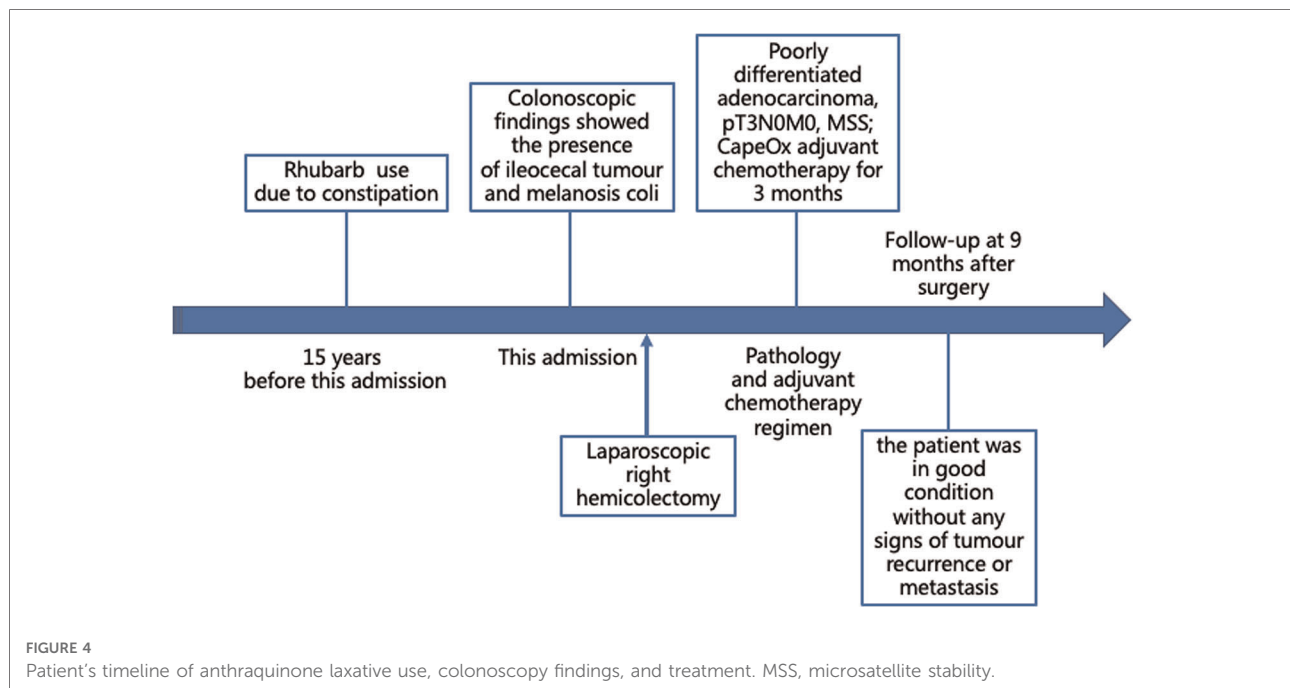 Rhubarb use
due to constipation
Colonoscopic
findings showed
the presence
of ileocecal tumour
and melanosis coli
Poorly
differentiated
adenocarcinoma,
pT3N0M0, MSS;
CapeOx adjuvant
chemotherapy for
3 months
Follow-up at 9
months after
surgery
15 years
before this admission
This admission
Pathology
and adjuvant
chemotherapy
regimen
Laparoscopic
right
hemicolectomy
the patient was
in good
condition
without any
signs of tumour
recurrence or
metastasis
FIGURE 4
Patient's timeline of anthraquinone laxative use, colonoscopy findings, and treatment. MSS, microsatellite stability.